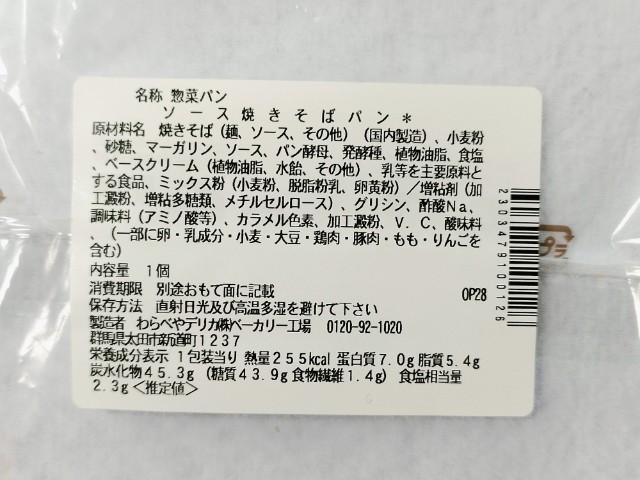 名称 惣菜パン
ソース焼きそばパン＊
原材料名 焼きそば（麺、ソース、その他）（国内製造）、小麦粉
、砂糖、マーガリン、ソース、パン酵母、発酵種、植物油脂、食塩
、ベースクリーム（植物油脂、水飴、その他）、乳等を主要原料と
する食品、ミックス粉（小麦粉、脱脂粉乳、卵黄粉）／増粘剤（加
工澱粉、増粘多糖類、メチルセルロース）、グリシン、酢酸Ｎａ、
調味料（アミノ酸等）、カラメル色素、加工澱粉、Ｖ．Ｃ、酸味料
、（一部に卵・乳成分・小麦・大豆・鶏肉・豚肉・もも・りんごを
含む）
内容量 １個
消費期限 別途おもて面に記載 OP28
保存方法 直射日光及び高温多湿を避けて下さい
製造者 わらべやデリカ㈱ベーカリー工場 0120-92-1020
群馬県太田市新道町１２３７
栄養成分表示 １包装当り 熱量２５５kcal 蛋白質７.０g 脂質５.４g
炭水化物４５.３g （糖質４３.９g 食物繊維１.４g） 食塩相当量
２.３g＜推定値＞
2303479100126
プラ